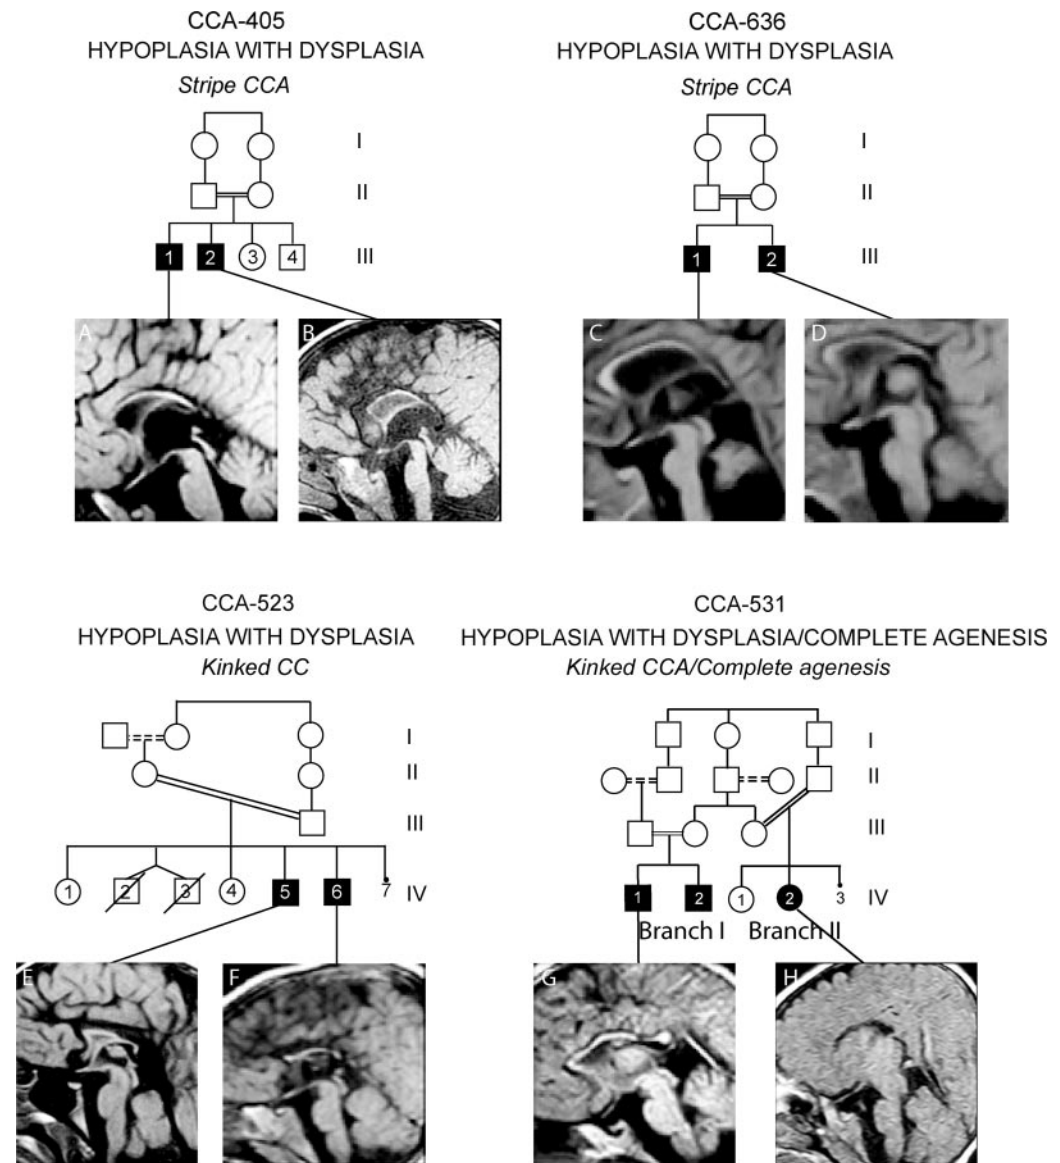 CCA-405
HYPOPLASIA WITH DYSPLASIA
Stripe CCA
I
II
1 2 3 4 III
A B
CCA-636
HYPOPLASIA WITH DYSPLASIA
Stripe CCA
I
II
1 2 III
C D
CCA-523
HYPOPLASIA WITH DYSPLASIA
Kinked CC
I
II
III
1 2 3 4 5 6 7 IV
E F
CCA-531
HYPOPLASIA WITH DYSPLASIA/COMPLETE AGENESIS
Kinked CCA/Complete agenesis
I
II
III
1 2 1 2 3 IV
Branch I Branch II
G H